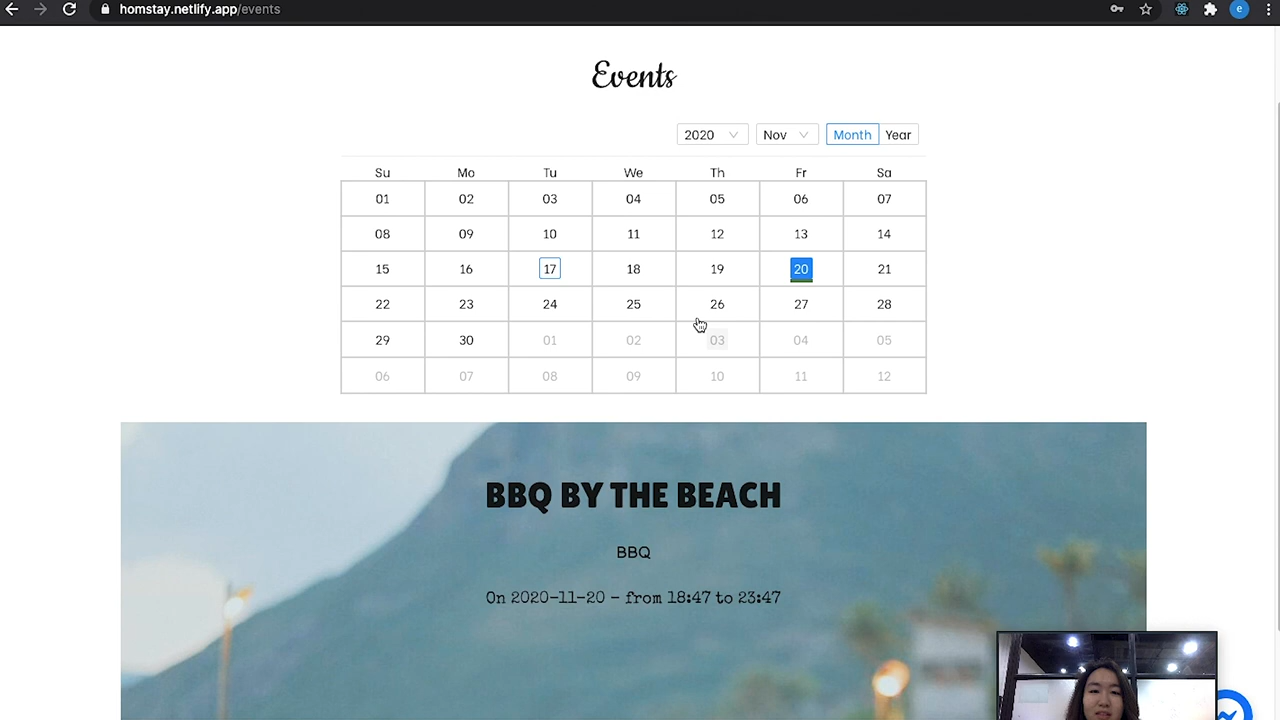 homstay.netlify.app/events
e
Events
2020 Nov Month Year
Su Mo Tu We Th Fr Sa
01 02 03 04 05 06 07
08 09 10 11 12 13 14
15 16 17 18 19 20 21
22 23 24 25 26 27 28
29 30 01 02 03 04 05
06 07 08 09 10 11 12
BBQ BY THE BEACH
BBQ
On 2020-11-20 - from 18:47 to 23:47